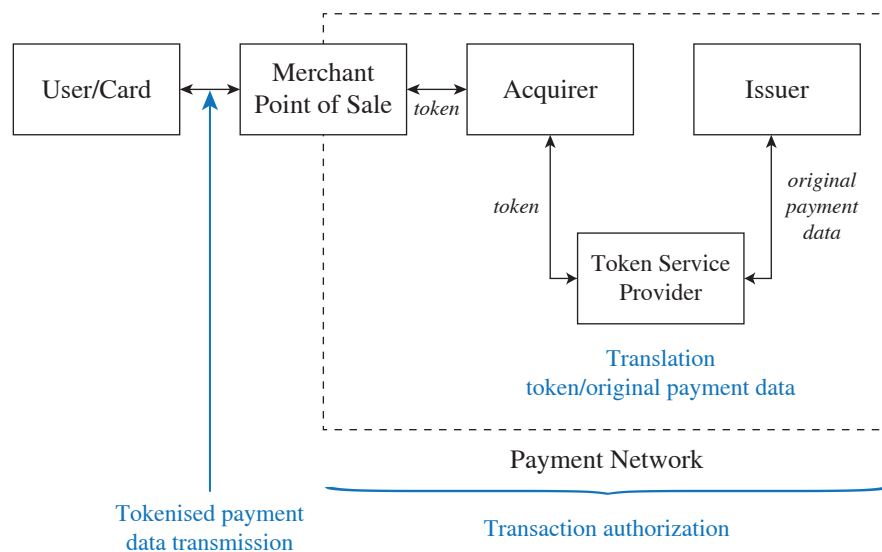 User/Card
Merchant
Point of Sale
token
Acquirer
Issuer
token
original
payment
data
Token Service
Provider
Translation
token/original payment data
Payment Network
Tokenised payment
data transmission
Transaction authorization